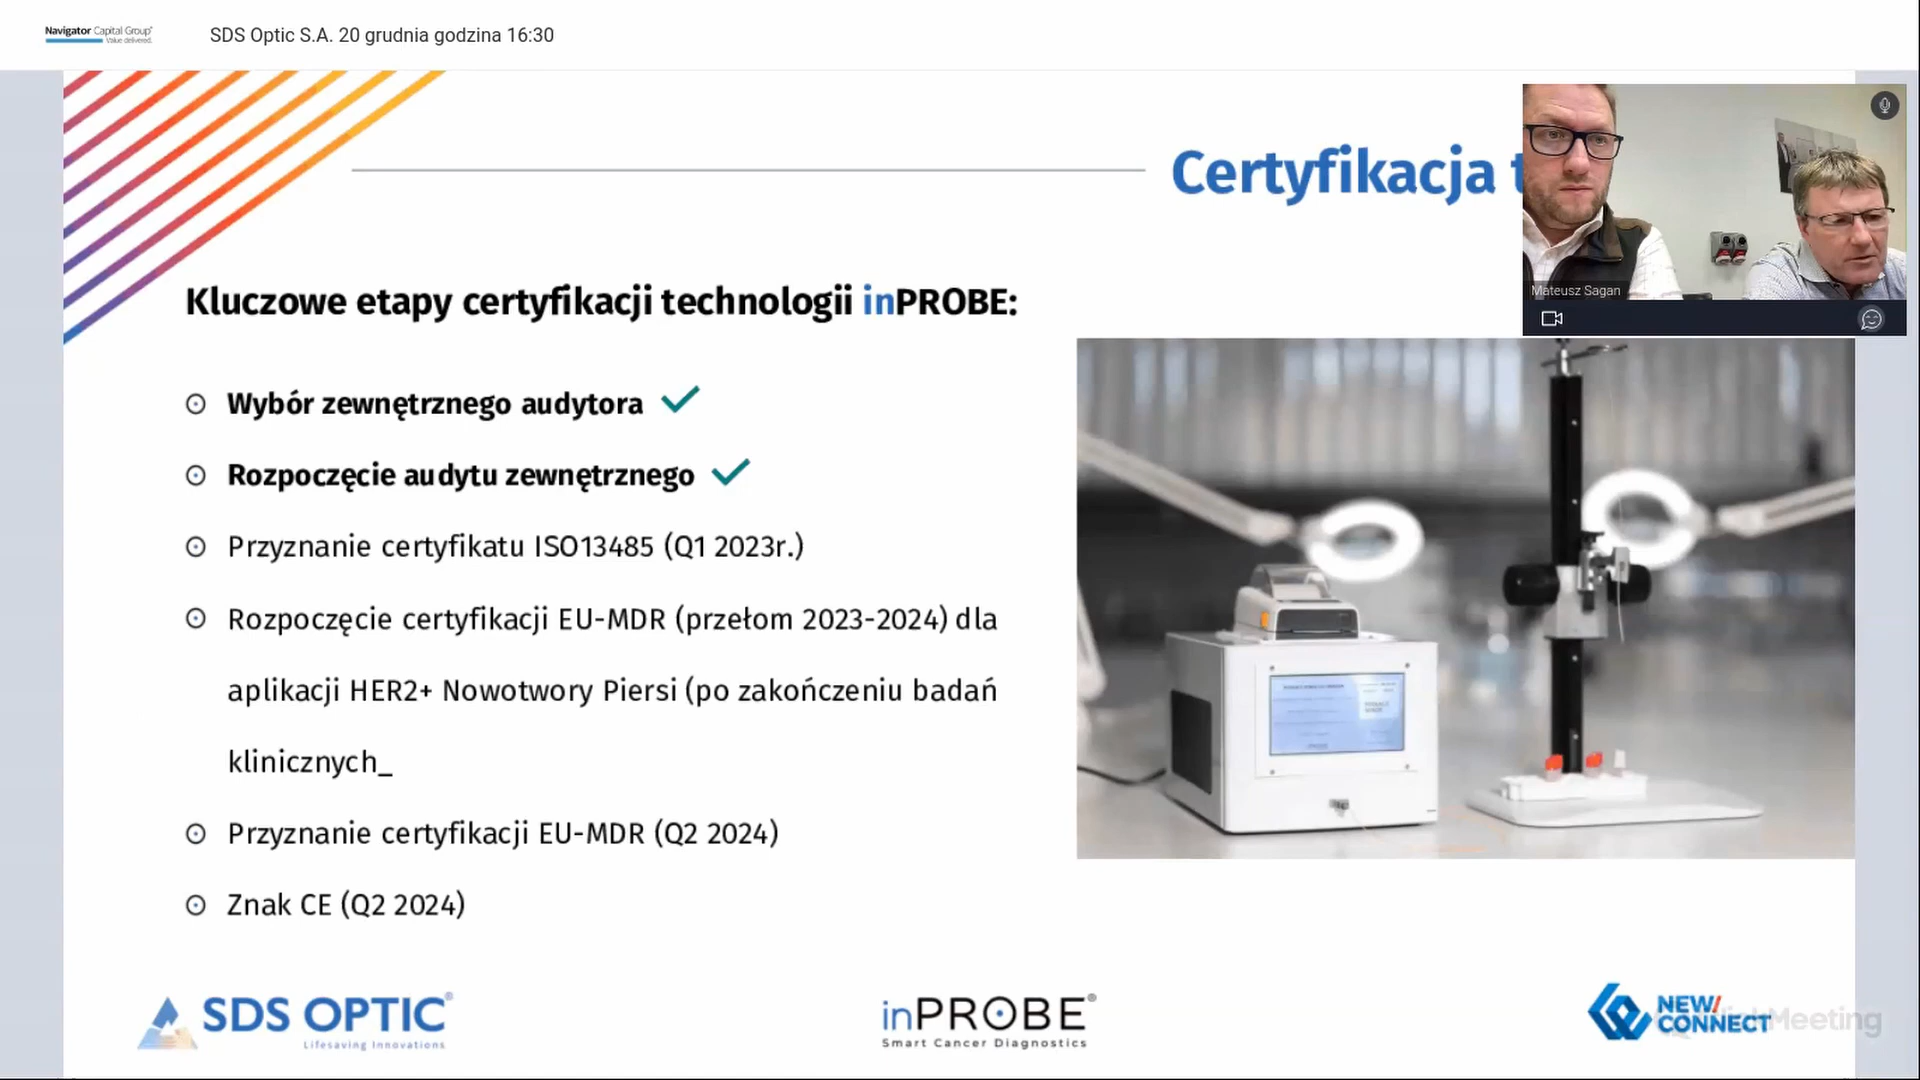 Navigator Capital Group
Value delivered.
SDS Optic S.A. 20 grudnia godzina 16:30
Certyfikacja t
Mateusz Sagan
Kluczowe etapy certyfikacji technologii inPROBE:
Wybór zewnętrznego audytora
Rozpoczęcie audytu zewnętrznego
Przyznanie certyfikatu ISO13485 (Q1 2023r.)
Rozpoczęcie certyfikacji EU-MDR (przełom 2023-2024) dla
aplikacji HER2+ Nowotwory Piersi (po zakończeniu badań
klinicznych_
Przyznanie certyfikacji EU-MDR (Q2 2024)
Znak CE (Q2 2024)
SDS OPTIC®
Lifesaving Innovations
inPROBE®
Smart Cancer Diagnostics
NEW/
CONNECT
Meeting